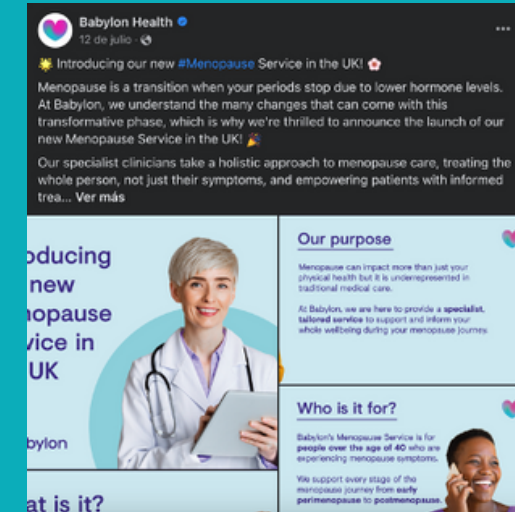 Babylon Health
12 de julio
🌟 Introducing our new #Menopause Service in the UK! 🌸
Menopause is a transition when your periods stop due to lower hormone levels.
At Babylon, we understand the many changes that can come with this
transformative phase, which is why we're thrilled to announce the launch of our
new Menopause Service in the UK! 🎉
Our specialist clinicians take a holistic approach to menopause care, treating the
whole person, not just their symptoms, and empowering patients with informed
trea... Ver más
oducing
new
nopause
vice in
UK
bylon
Our purpose
Menopause can impact more than just your
physical health but it is underrepresented in
traditional medical care.
At Babylon, we are here to provide a specialist,
tailored service to support and inform your
whole wellbeing during your menopause journey.
Who is it for?
Babylon's Menopause Service is for
people over the age of 40 who are
experiencing menopause symptoms.
We support every stage of the
menopause journey from early
perimenopause to postmenopause.
at is it?